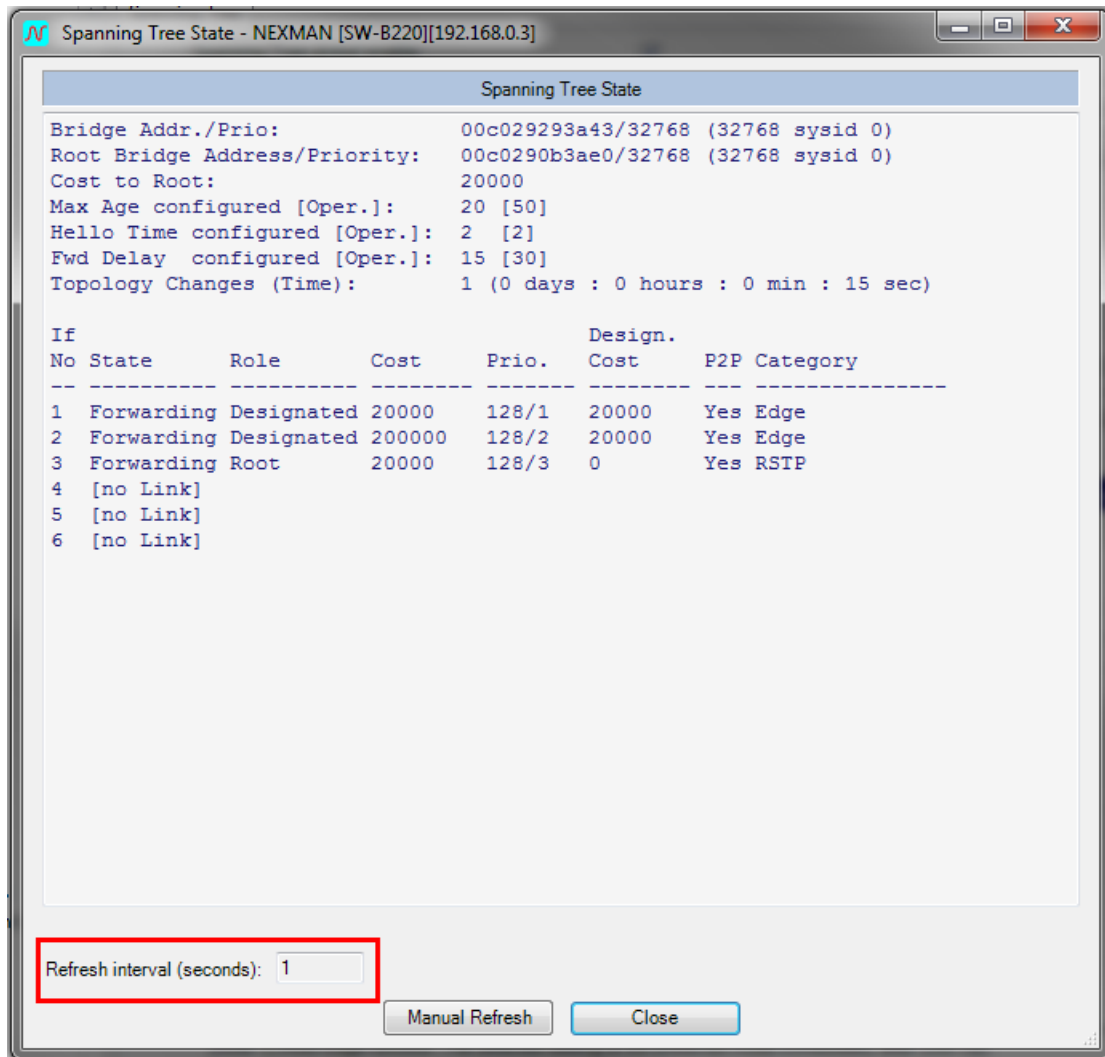 Spanning Tree State - NEXMAN [SW-B220][192.168.0.3]
Spanning Tree State
Bridge Addr./Prio: 00c029293a43/32768 (32768 sysid 0)
Root Bridge Address/Priority: 00c0290b3ae0/32768 (32768 sysid 0)
Cost to Root: 20000
Max Age configured [Oper.]: 20 [50]
Hello Time configured [Oper.]: 2 [2]
Fwd Delay configured [Oper.]: 15 [30]
Topology Changes (Time): 1 (0 days : 0 hours : 0 min : 15 sec)
If Design.
No State Role Cost Prio. Cost P2P Category
-- ---------- ---------- -------- ------- -------- --- ---------------
1 Forwarding Designated 20000 128/1 20000 Yes Edge
2 Forwarding Designated 200000 128/2 20000 Yes Edge
3 Forwarding Root 20000 128/3 0 Yes RSTP
4 [no Link]
5 [no Link]
6 [no Link]
Refresh interval (seconds): 1
Manual Refresh Close